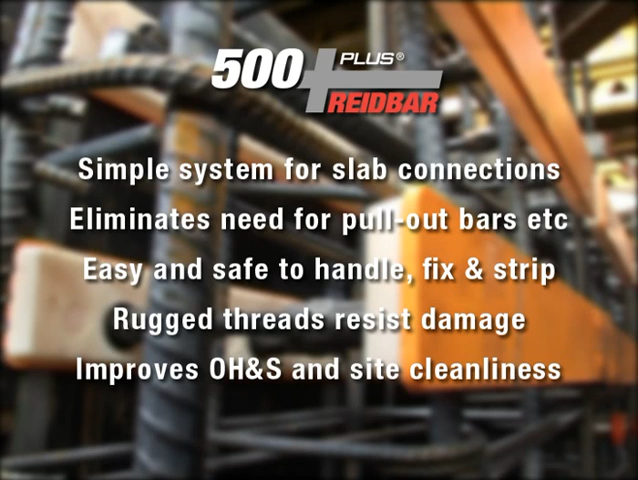 500 PLUS®
REIDBAR
Simple system for slab connections
Eliminates need for pull-out bars etc
Easy and safe to handle, fix & strip
Rugged threads resist damage
Improves OH&S and site cleanliness